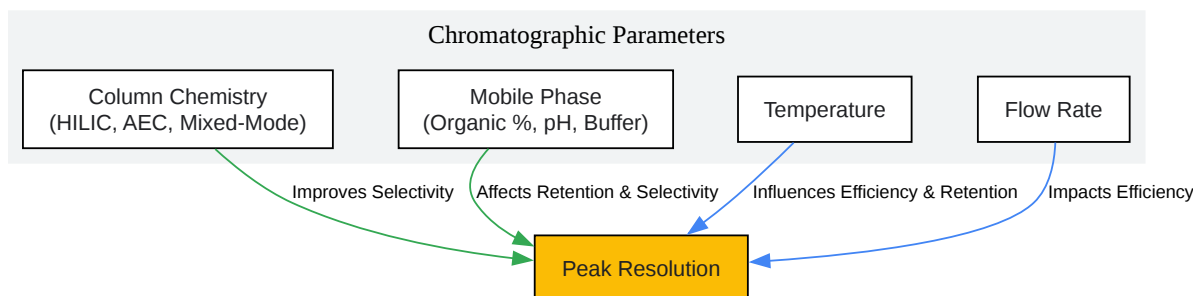 Chromatographic Parameters
Column Chemistry
(HILIC, AEC, Mixed-Mode)
Mobile Phase
(Organic %, pH, Buffer)
Temperature
Flow Rate
Improves Selectivity
Affects Retention & Selectivity
Influences Efficiency & Retention
Impacts Efficiency
Peak Resolution